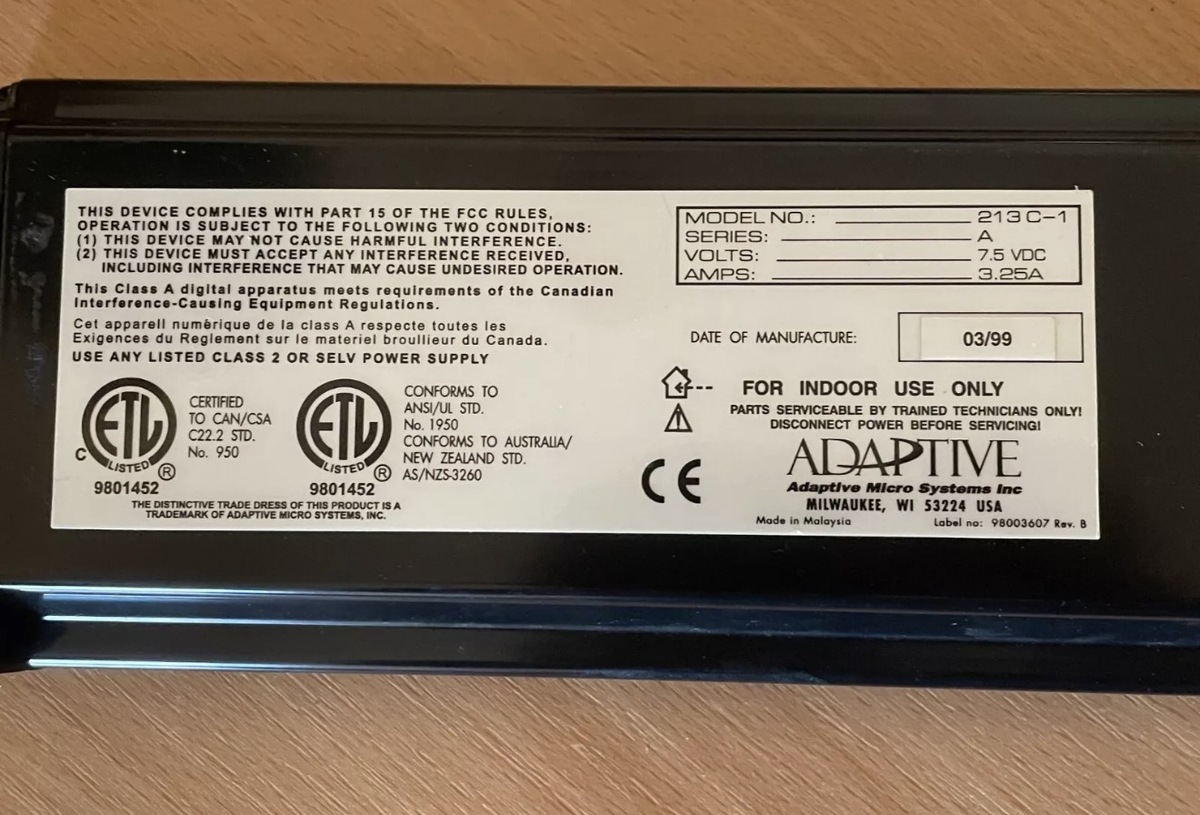 THIS DEVICE COMPLIES WITH PART 15 OF THE FCC RULES,
OPERATION IS SUBJECT TO THE FOLLOWING TWO CONDITIONS:
(1) THIS DEVICE MAY NOT CAUSE HARMFUL INTERFERENCE.
(2) THIS DEVICE MUST ACCEPT ANY INTERFERENCE RECEIVED,
INCLUDING INTERFERENCE THAT MAY CAUSE UNDESIRED OPERATION.
This Class A digital apparatus meets requirements of the Canadian
Interference-Causing Equipment Regulations.
Cet appareil numérique de la class A respecte toutes les
Exigences du Reglement sur le materiel broullieur du Canada.
USE ANY LISTED CLASS 2 OR SELV POWER SUPPLY
C ETL LISTED ®
9801452
CERTIFIED
TO CAN/CSA
C22.2 STD.
No. 950
ETL LISTED ®
9801452
CONFORMS TO
ANSI/UL STD.
No. 1950
CONFORMS TO AUSTRALIA/
NEW ZEALAND STD.
AS/NZS-3260
THE DISTINCTIVE TRADE DRESS OF THIS PRODUCT IS A
TRADEMARK OF ADAPTIVE MICRO SYSTEMS, INC.
MODEL NO.: 213 C-1
SERIES: A
VOLTS: 7.5 VDC
AMPS: 3.25A
DATE OF MANUFACTURE: 03/99
FOR INDOOR USE ONLY
PARTS SERVICEABLE BY TRAINED TECHNICIANS ONLY!
DISCONNECT POWER BEFORE SERVICING!
CE
ADAPTIVE
Adaptive Micro Systems Inc
MILWAUKEE, WI 53224 USA
Made in Malaysia Label no: 98003607 Rev. B